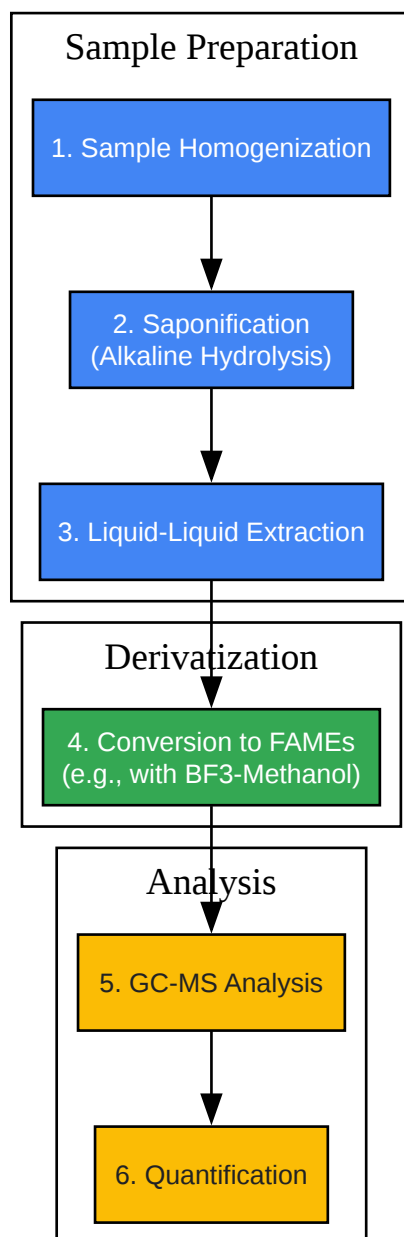 Sample Preparation
1. Sample Homogenization
2. Saponification
(Alkaline Hydrolysis)
3. Liquid-Liquid Extraction
Derivatization
4. Conversion to FAMEs
(e.g., with BF3-Methanol)
Analysis
5. GC-MS Analysis
6. Quantification